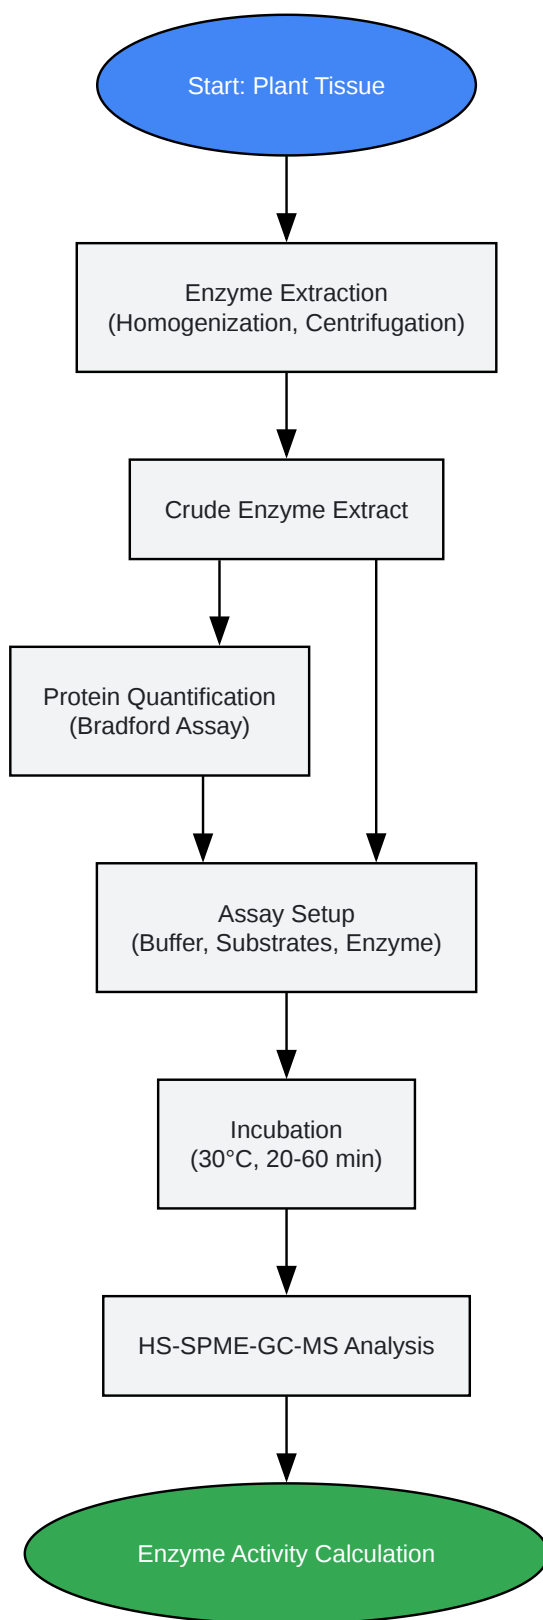 Start: Plant Tissue
Enzyme Extraction
(Homogenization, Centrifugation)
Crude Enzyme Extract
Protein Quantification
(Bradford Assay)
Assay Setup
(Buffer, Substrates, Enzyme)
Incubation
(30°C, 20-60 min)
HS-SPME-GC-MS Analysis
Enzyme Activity Calculation